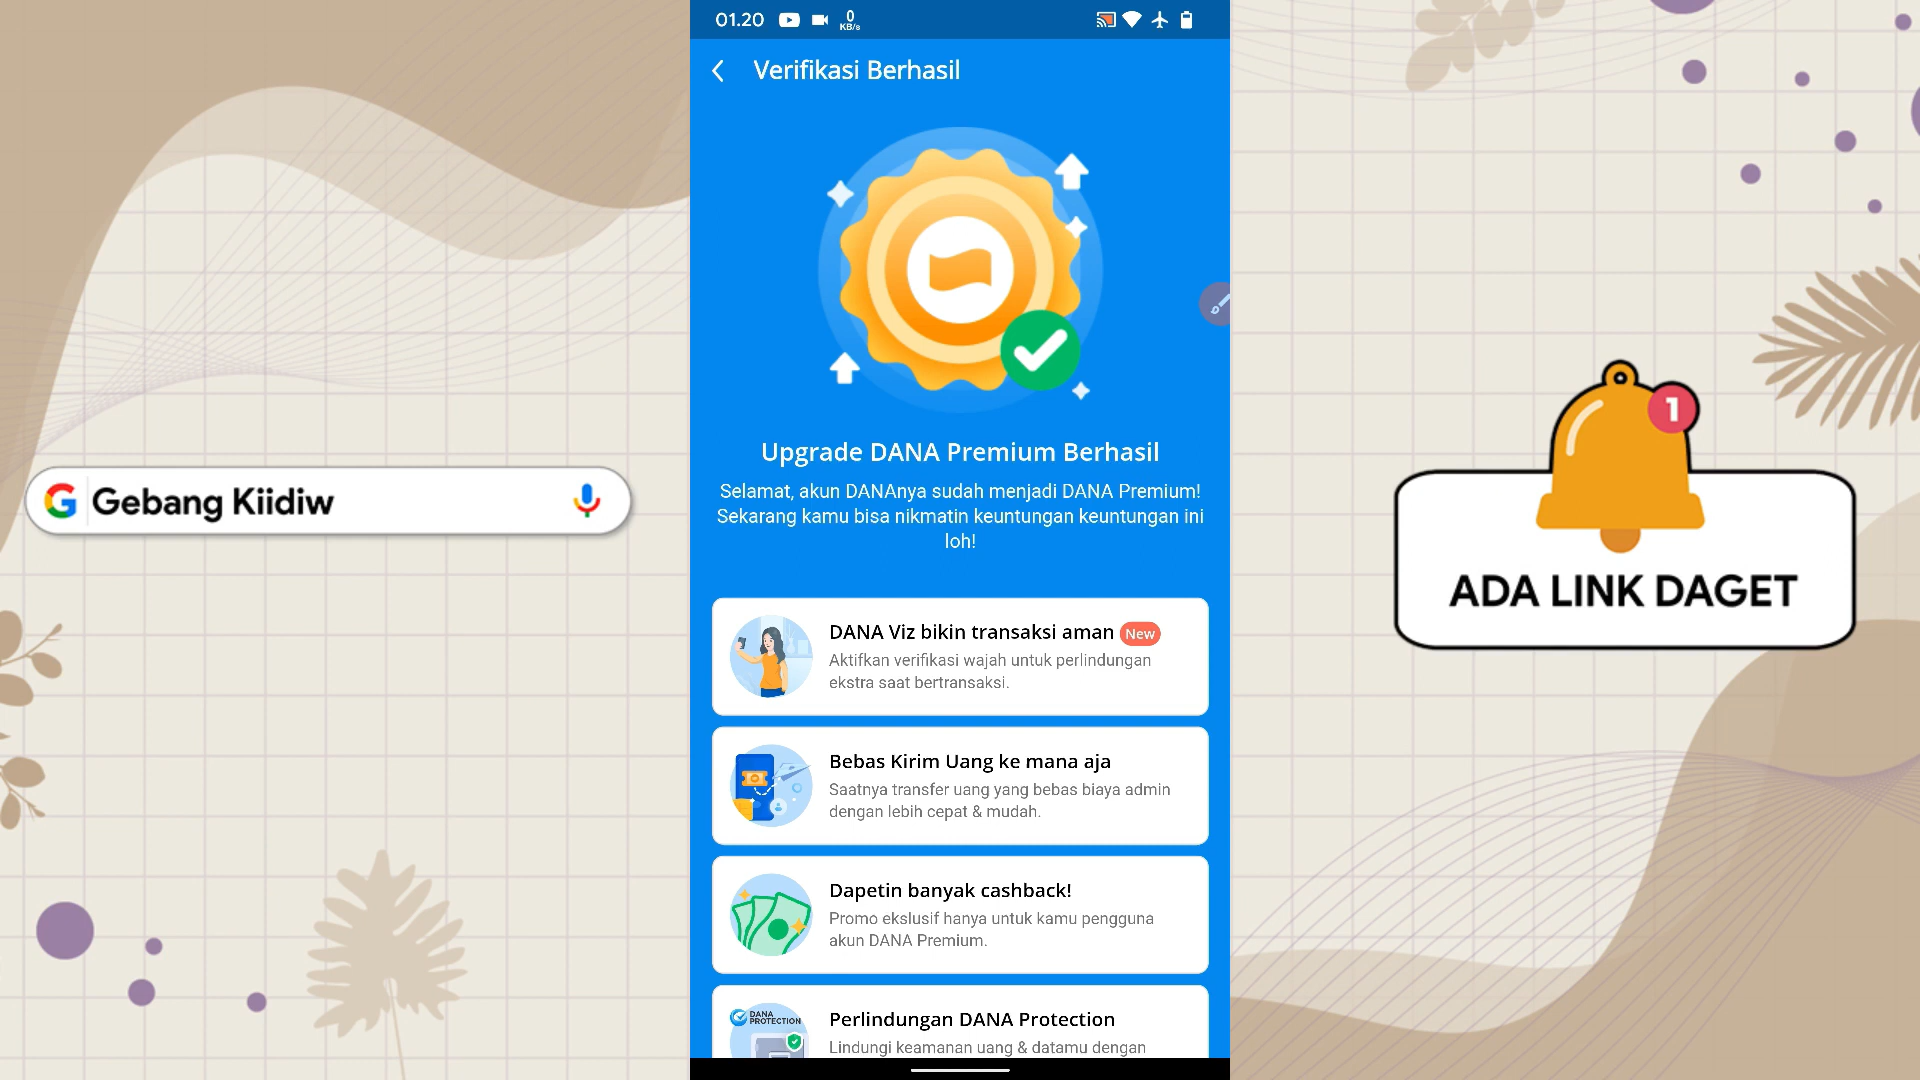 01.20
0
KB/s
Verifikasi Berhasil
Upgrade DANA Premium Berhasil
Selamat, akun DANAnya sudah menjadi DANA Premium!
Sekarang kamu bisa nikmatin keuntungan keuntungan ini
loh!
Gebang Kiidiw
1
ADA LINK DAGET
DANA Viz bikin transaksi aman New
Aktifkan verifikasi wajah untuk perlindungan
ekstra saat bertransaksi.
Bebas Kirim Uang ke mana aja
Saatnya transfer uang yang bebas biaya admin
dengan lebih cepat & mudah.
Dapetin banyak cashback!
Promo ekslusif hanya untuk kamu pengguna
akun DANA Premium.
DANA
PROTECTION
Perlindungan DANA Protection
Lindungi keamanan uang & datamu dengan